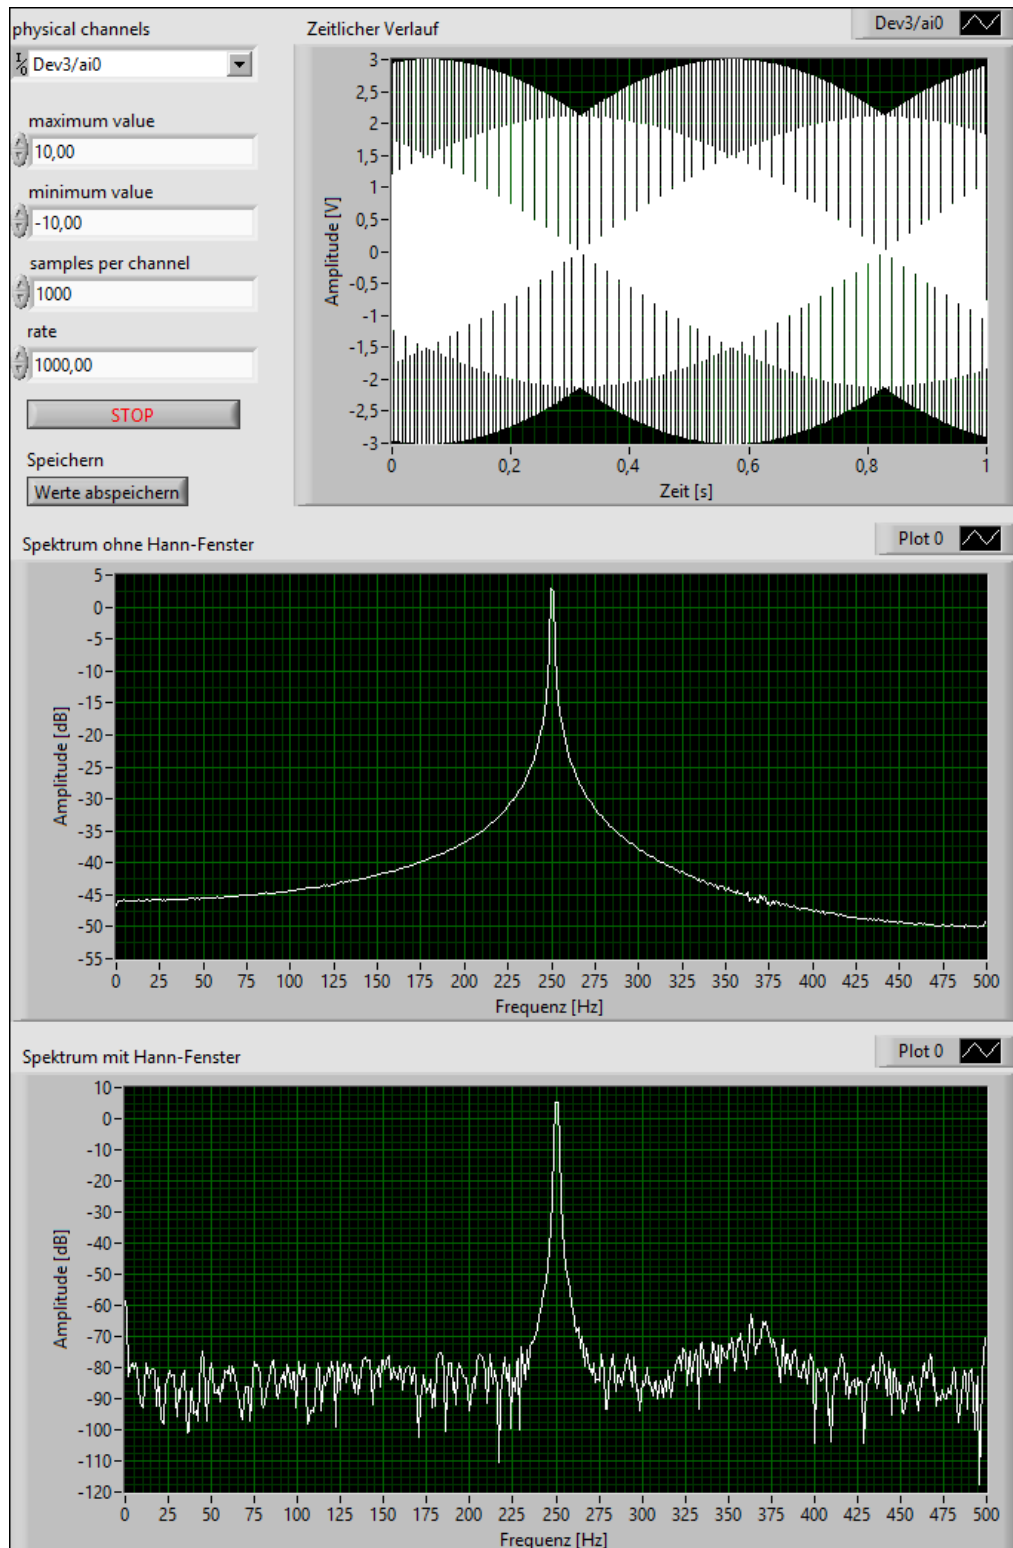 physical channels
Dev3/ai0
maximum value
10,00
minimum value
-10,00
samples per channel
1000
rate
1000,00
STOP
Speichern
Werte abspeichern
Zeitlicher Verlauf
Dev3/ai0
Amplitude [V]
3
2,5
2
1,5
1
0,5
0
-0,5
-1
-1,5
-2
-2,5
-3
0 0,2 0,4 0,6 0,8 1
Zeit [s]
Spektrum ohne Hann-Fenster
Plot 0
Amplitude [dB]
5
0
-5
-10
-15
-20
-25
-30
-35
-40
-45
-50
-55
0 25 50 75 100 125 150 175 200 225 250 275 300 325 350 375 400 425 450 475 500
Frequenz [Hz]
Spektrum mit Hann-Fenster
Plot 0
Amplitude [dB]
10
0
-10
-20
-30
-40
-50
-60
-70
-80
-90
-100
-110
-120
0 25 50 75 100 125 150 175 200 225 250 275 300 325 350 375 400 425 450 475 500
Frequenz [Hz]